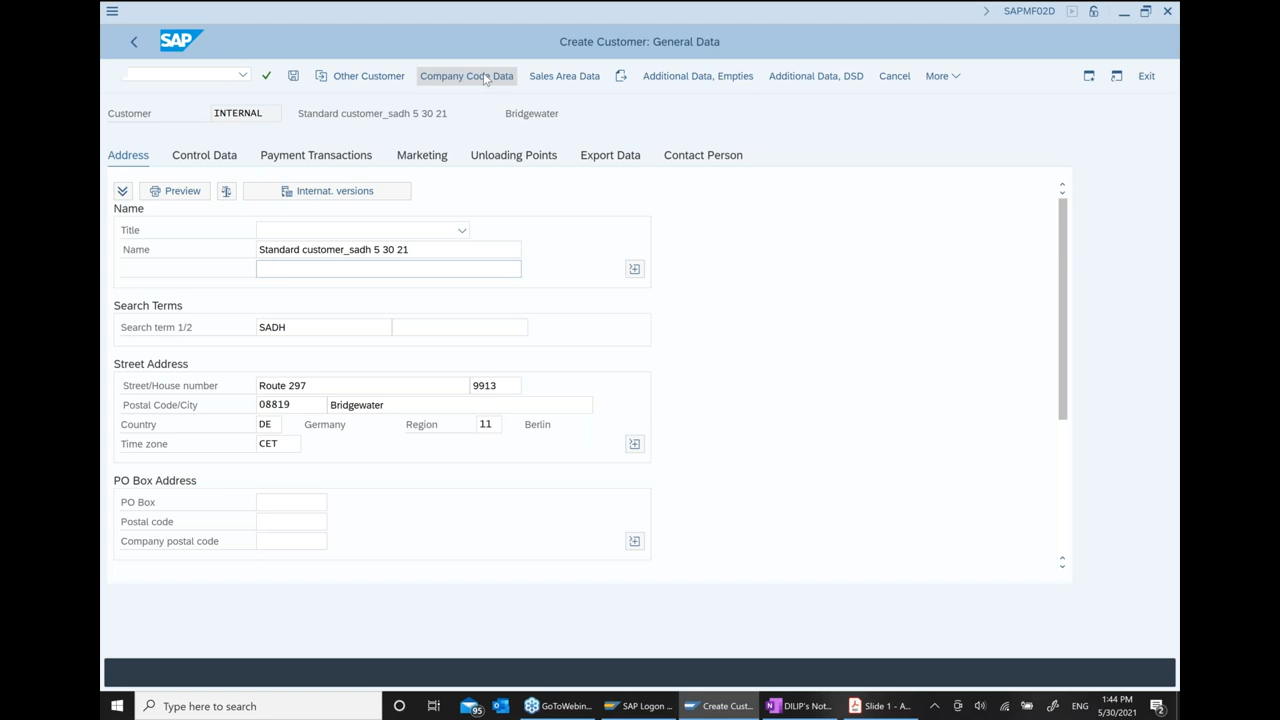 SAPMF02D
SAP
Create Customer: General Data
Other Customer Company Code Data Sales Area Data Additional Data, Empties Additional Data, DSD Cancel More Exit
Customer INTERNAL Standard customer_sadh 5 30 21 Bridgewater
Address Control Data Payment Transactions Marketing Unloading Points Export Data Contact Person
Preview Internat. versions
Name
Title
Name Standard customer_sadh 5 30 21
Search Terms
Search term 1/2 SADH
Street Address
Street/House number Route 297 9913
Postal Code/City 08819 Bridgewater
Country DE Germany Region 11 Berlin
Time zone CET
PO Box Address
PO Box
Postal code
Company postal code
Type here to search 95 GoToWebin... SAP Logon ... Create Cust... DILIP's Not... Slide 1 - A... ENG 1:44 PM
5/30/2021 2